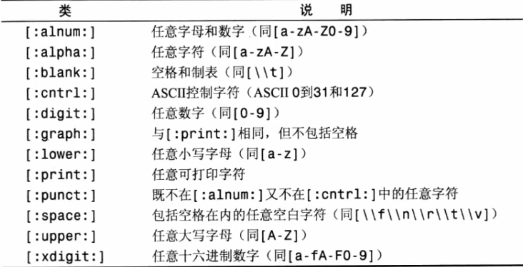 类 说 明
[:alnum:] 任意字母和数字（同[a-zA-Z0-9]）
[:alpha:] 任意字符（同[a-zA-Z]）
[:blank:] 空格和制表（同[\\t]）
[:cntrl:] ASCII控制字符（ASCII 0到31和127）
[:digit:] 任意数字（同[0-9]）
[:graph:] 与[:print:]相同，但不包括空格
[:lower:] 任意小写字母（同[a-z]）
[:print:] 任意可打印字符
[:punct:] 既不在[:alnum:]又不在[:cntrl:]中的任意字符
[:space:] 包括空格在内的任意空白字符（同[\\f\\n\\r\\t\\v]）
[:upper:] 任意大写字母（同[A-Z]）
[:xdigit:] 任意十六进制数字（同[a-fA-F0-9]）